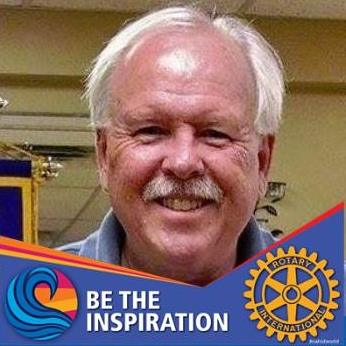 BE THE
INSPIRATION
ROTARY
INTERNATIONAL